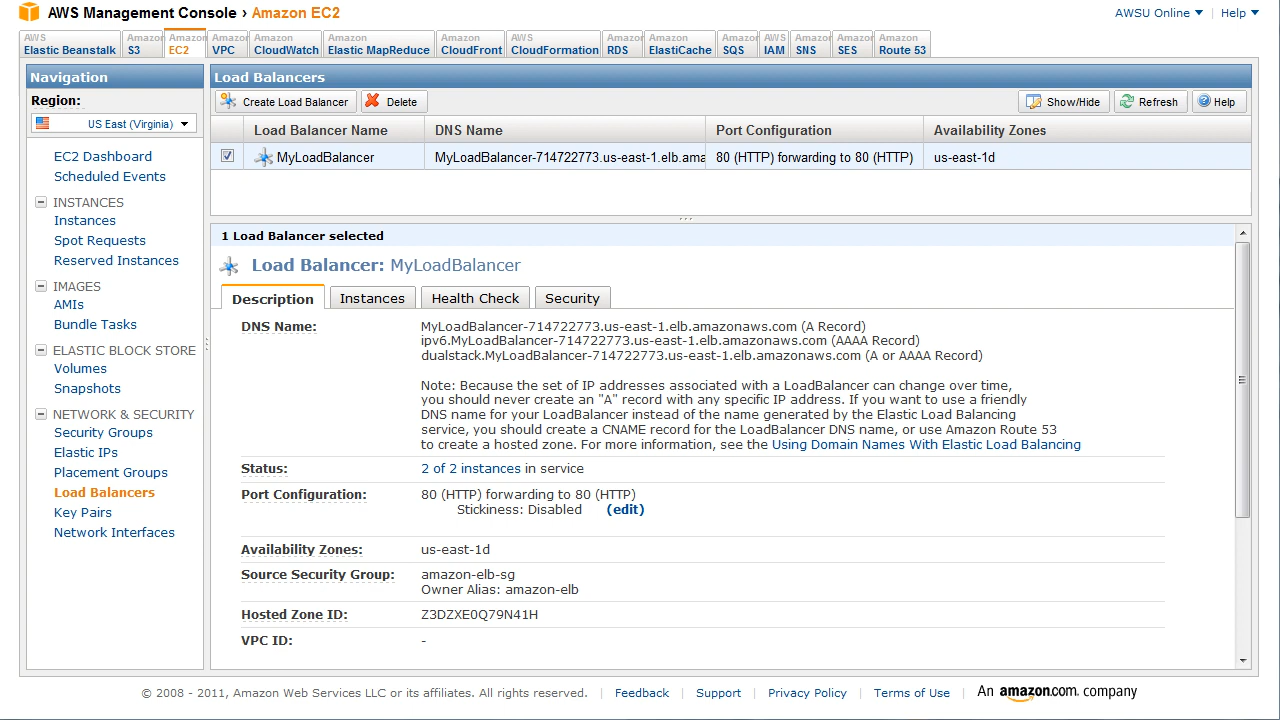 AWS Management Console › Amazon EC2
AWSU Online
Help
AWS
Elastic Beanstalk
Amazon
S3
Amazon
EC2
Amazon
VPC
Amazon
CloudWatch
Amazon
Elastic MapReduce
Amazon
CloudFront
AWS
CloudFormation
Amazon
RDS
Amazon
ElastiCache
Amazon
SQS
AWS
IAM
Amazon
SNS
Amazon
SES
Amazon
Route 53
Navigation
Region:
US East (Virginia)
EC2 Dashboard
Scheduled Events
INSTANCES
Instances
Spot Requests
Reserved Instances
IMAGES
AMIs
Bundle Tasks
ELASTIC BLOCK STORE
Volumes
Snapshots
NETWORK & SECURITY
Security Groups
Elastic IPs
Placement Groups
Load Balancers
Key Pairs
Network Interfaces
Load Balancers
Create Load Balancer
Delete
Show/Hide
Refresh
Help
Load Balancer Name
DNS Name
Port Configuration
Availability Zones
MyLoadBalancer
MyLoadBalancer-714722773.us-east-1.elb.ama
80 (HTTP) forwarding to 80 (HTTP)
us-east-1d
1 Load Balancer selected
Load Balancer: MyLoadBalancer
Description
Instances
Health Check
Security
DNS Name:
MyLoadBalancer-714722773.us-east-1.elb.amazonaws.com (A Record)
ipv6.MyLoadBalancer-714722773.us-east-1.elb.amazonaws.com (AAAA Record)
dualstack.MyLoadBalancer-714722773.us-east-1.elb.amazonaws.com (A or AAAA Record)
Note: Because the set of IP addresses associated with a LoadBalancer can change over time,
you should never create an "A" record with any specific IP address. If you want to use a friendly
DNS name for your LoadBalancer instead of the name generated by the Elastic Load Balancing
service, you should create a CNAME record for the LoadBalancer DNS name, or use Amazon Route 53
to create a hosted zone. For more information, see the Using Domain Names With Elastic Load Balancing
Status:
2 of 2 instances in service
Port Configuration:
80 (HTTP) forwarding to 80 (HTTP)
Stickiness: Disabled (edit)
Availability Zones:
us-east-1d
Source Security Group:
amazon-elb-sg
Owner Alias: amazon-elb
Hosted Zone ID:
Z3DZXE0Q79N41H
VPC ID:
-
© 2008 - 2011, Amazon Web Services LLC or its affiliates. All rights reserved.
Feedback
Support
Privacy Policy
Terms of Use
An amazon.com company